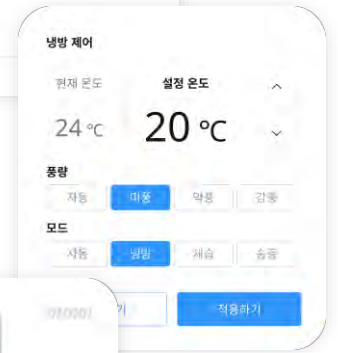 냉방 제어
현재 온도 설정 온도
24 ℃ 20 ℃
풍량
자동 미풍 약풍 강풍
모드
자동 냉방 제습 송풍
적용하기